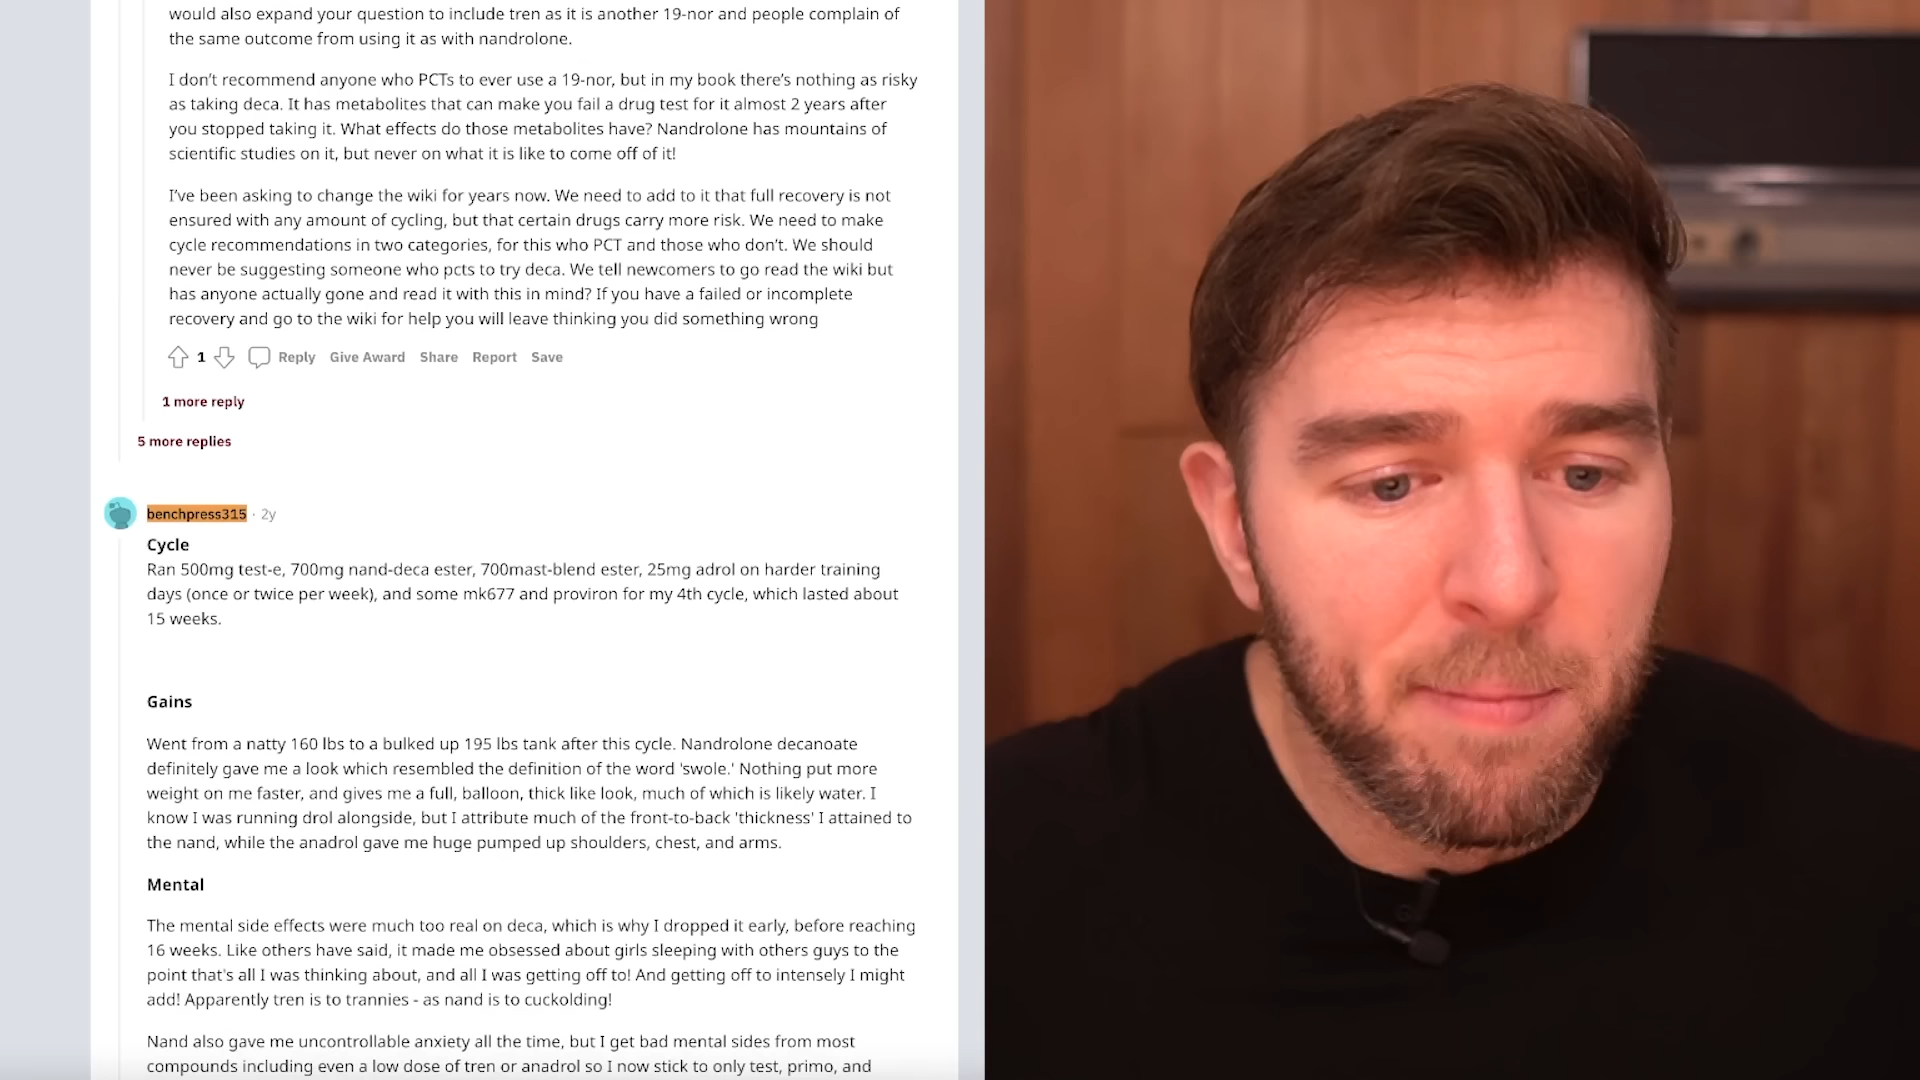 would also expand your question to include tren as it is another 19-nor and people complain of
the same outcome from using it as with nandrolone.
I don't recommend anyone who PCTs to ever use a 19-nor, but in my book there's nothing as risky
as taking deca. It has metabolites that can make you fail a drug test for it almost 2 years after
you stopped taking it. What effects do those metabolites have? Nandrolone has mountains of
scientific studies on it, but never on what it is like to come off of it!
I've been asking to change the wiki for years now. We need to add to it that full recovery is not
ensured with any amount of cycling, but that certain drugs carry more risk. We need to make
cycle recommendations in two categories, for this who PCT and those who don't. We should
never be suggesting someone who pcts to try deca. We tell newcomers to go read the wiki but
has anyone actually gone and read it with this in mind? If you have a failed or incomplete
recovery and go to the wiki for help you will leave thinking you did something wrong
1 Reply Give Award Share Report Save
1 more reply
5 more replies
benchpress315 · 2y
Cycle
Ran 500mg test-e, 700mg nand-deca ester, 700mast-blend ester, 25mg adrol on harder training
days (once or twice per week), and some mk677 and proviron for my 4th cycle, which lasted about
15 weeks.
Gains
Went from a natty 160 lbs to a bulked up 195 lbs tank after this cycle. Nandrolone decanoate
definitely gave me a look which resembled the definition of the word 'swole.' Nothing put more
weight on me faster, and gives me a full, balloon, thick like look, much of which is likely water. I
know I was running drol alongside, but I attribute much of the front-to-back 'thickness' I attained to
the nand, while the anadrol gave me huge pumped up shoulders, chest, and arms.
Mental
The mental side effects were much too real on deca, which is why I dropped it early, before reaching
16 weeks. Like others have said, it made me obsessed about girls sleeping with others guys to the
point that's all I was thinking about, and all I was getting off to! And getting off to intensely I might
add! Apparently tren is to trannies - as nand is to cuckolding!
Nand also gave me uncontrollable anxiety all the time, but I get bad mental sides from most
compounds including even a low dose of tren or anadrol so I now stick to only test, primo, and